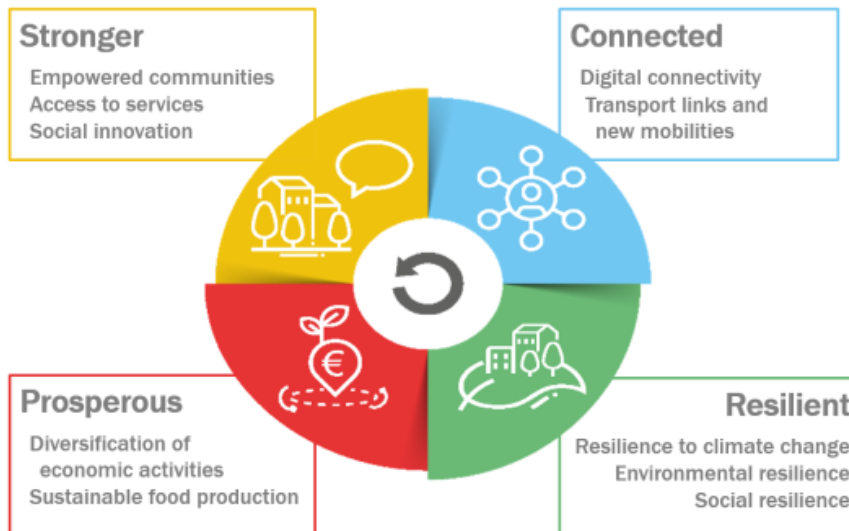 Stronger
Empowered communities
Access to services
Social innovation
Connected
Digital connectivity
Transport links and
new mobilities
€
Prosperous
Diversification of
economic activities
Sustainable food production
Resilient
Resilience to climate change
Environmental resilience
Social resilience